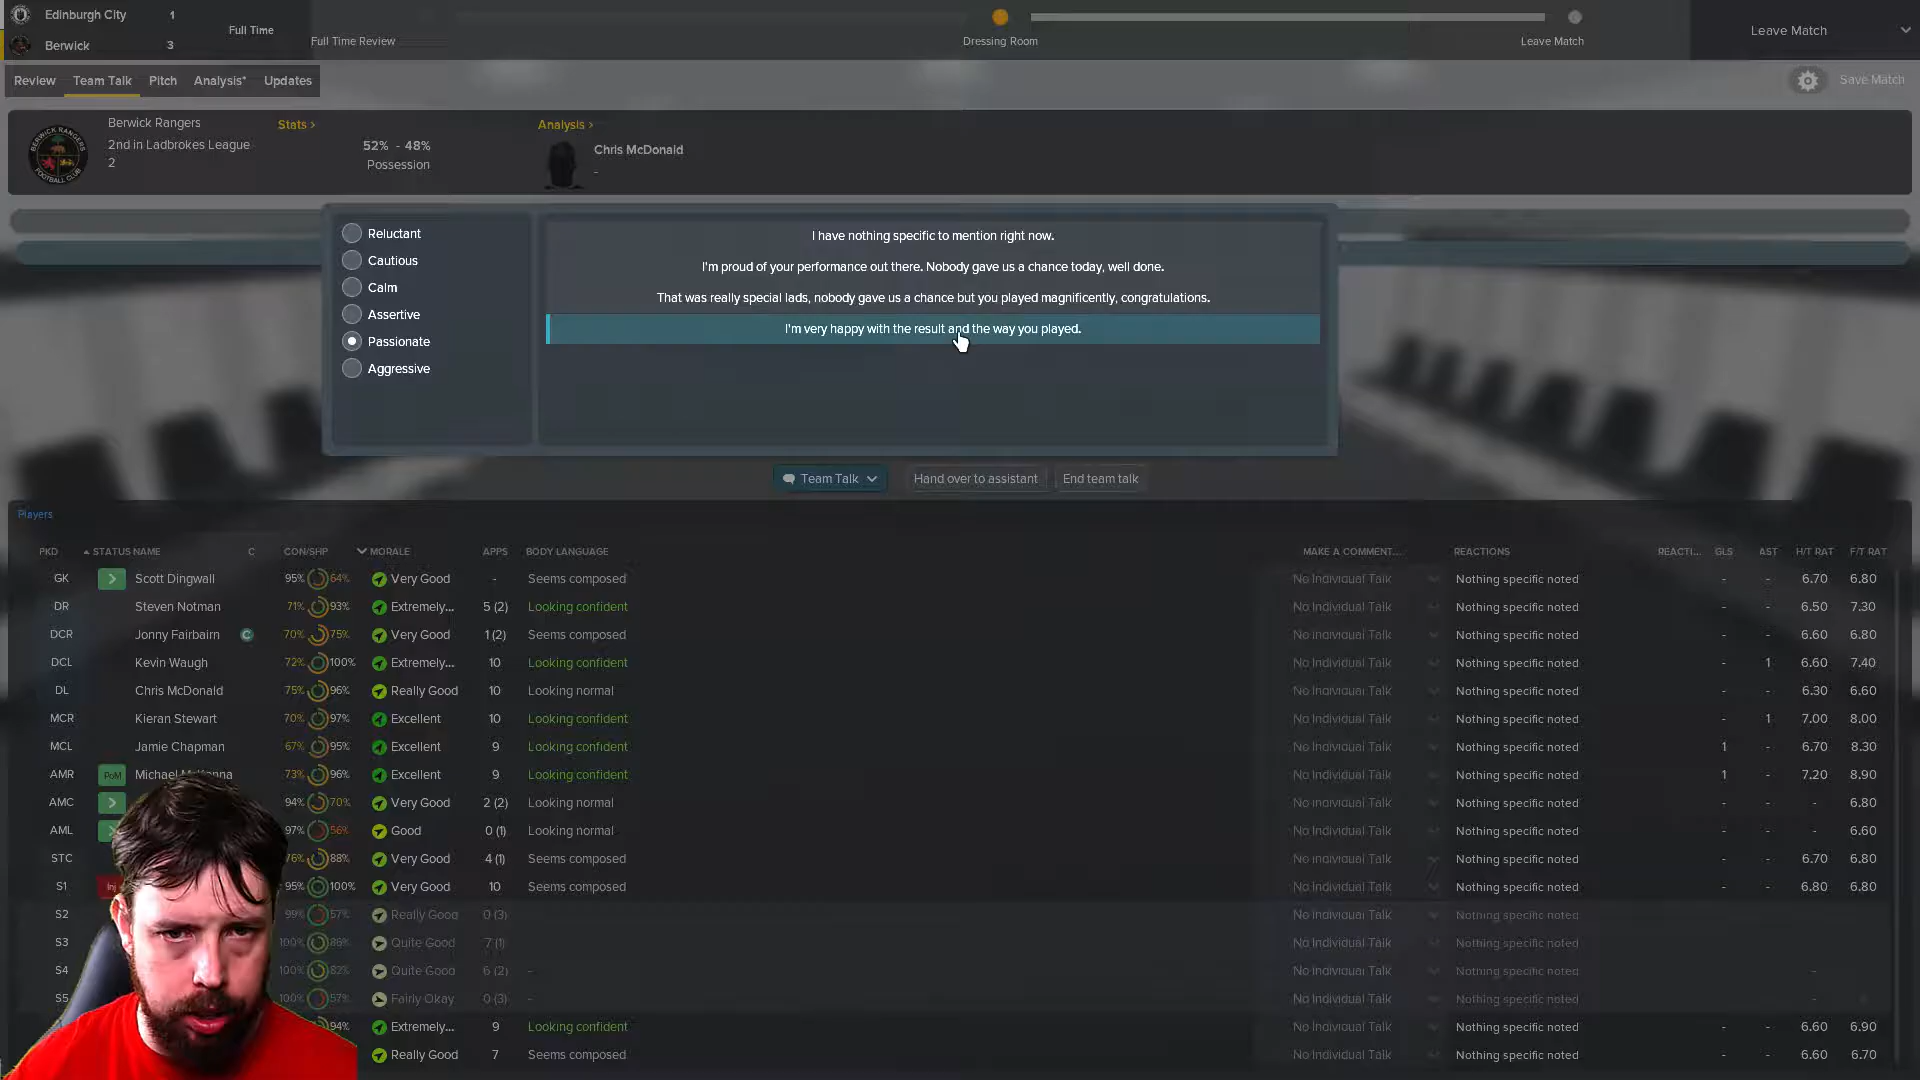 Edinburgh City 1
Berwick 3
Full Time
Full Time Review
Dressing Room
Leave Match
Leave Match
Review Team Talk Pitch Analysis* Updates
Save Match
BERWICK RANGERS FOOTBALL CLUB
Berwick Rangers
2nd in Ladbrokes League 2
Stats >
52% - 48%
Possession
Analysis >
Chris McDonald
-
Reluctant
Cautious
Calm
Assertive
Passionate
Aggressive
I have nothing specific to mention right now.
I'm proud of your performance out there. Nobody gave us a chance today, well done.
That was really special lads, nobody gave us a chance but you played magnificently, congratulations.
I'm very happy with the result and the way you played.
Team Talk Hand over to assistant End team talk
Players
PKD STATUS NAME C CON/SHP MORALE APPS BODY LANGUAGE MAKE A COMMENT.... REACTIONS REACTI... GLS AST H/T RAT F/T RAT
GK Scott Dingwall 95% 64% Very Good - Seems composed No Individual Talk Nothing specific noted - - 6.70 6.80
DR Steven Notman 71% 93% Extremely... 5 (2) Looking confident No Individual Talk Nothing specific noted - - 6.50 7.30
DCR Jonny Fairbairn C 70% 75% Very Good 1 (2) Seems composed No Individual Talk Nothing specific noted - - 6.60 6.80
DCL Kevin Waugh 72% 100% Extremely... 10 Looking confident No Individual Talk Nothing specific noted - 1 6.60 7.40
DL Chris McDonald 75% 96% Really Good 10 Looking normal No Individual Talk Nothing specific noted - - 6.30 6.60
MCR Kieran Stewart 70% 97% Excellent 10 Looking confident No Individual Talk Nothing specific noted - 1 7.00 8.00
MCL Jamie Chapman 67% 95% Excellent 9 Looking confident No Individual Talk Nothing specific noted 1 - 6.70 8.30
AMR PoM Michael McKenna 73% 96% Excellent 9 Looking confident No Individual Talk Nothing specific noted 1 - 7.20 8.90
AMC 94% 70% Very Good 2 (2) Looking normal No Individual Talk Nothing specific noted - - - 6.80
AML 97% 56% Good 0 (1) Looking normal No Individual Talk Nothing specific noted - - - 6.60
STC 76% 88% Very Good 4 (1) Seems composed No Individual Talk Nothing specific noted - - 6.70 6.80
S1 Inj 95% 100% Very Good 10 Seems composed No Individual Talk Nothing specific noted - - 6.80 6.80
S2 99% 57% Really Good 0 (3) No Individual Talk Nothing specific noted
S3 100% 86% Quite Good 7 (1) No Individual Talk Nothing specific noted
S4 100% 82% Quite Good 6 (2) - No Individual Talk Nothing specific noted -
S5 100% 57% Fairly Okay 0 (3) - No Individual Talk Nothing specific noted -
94% Extremely... 9 Looking confident No Individual Talk Nothing specific noted - - 6.60 6.90
Really Good 7 Seems composed No Individual Talk Nothing specific noted - - 6.60 6.70